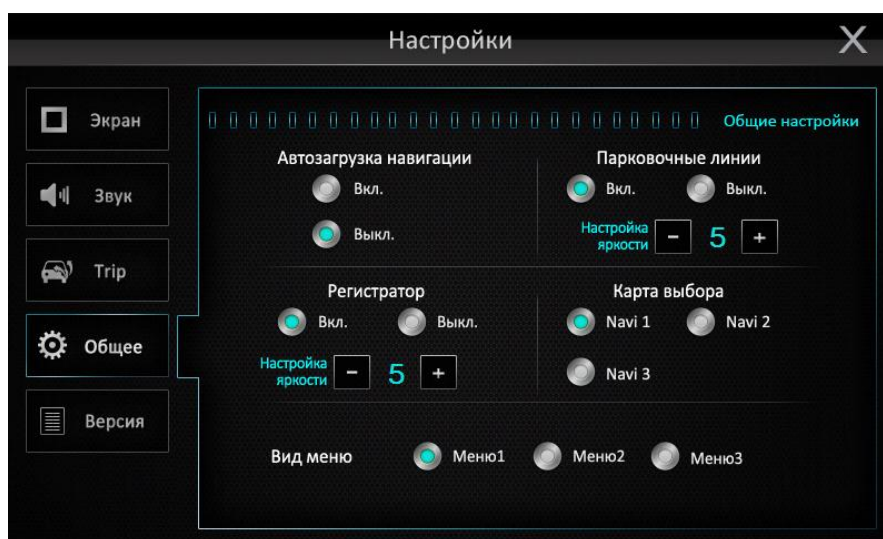 Настройки
X
Экран
Звук
Trip
Общее
Версия
Общие настройки
Автозагрузка навигации
Вкл.
Выкл.
Парковочные линии
Вкл. Выкл.
Настройка
яркости - 5 +
Регистратор
Вкл. Выкл.
Настройка
яркости - 5 +
Карта выбора
Navi 1 Navi 2
Navi 3
Вид меню Меню1 Меню2 Меню3